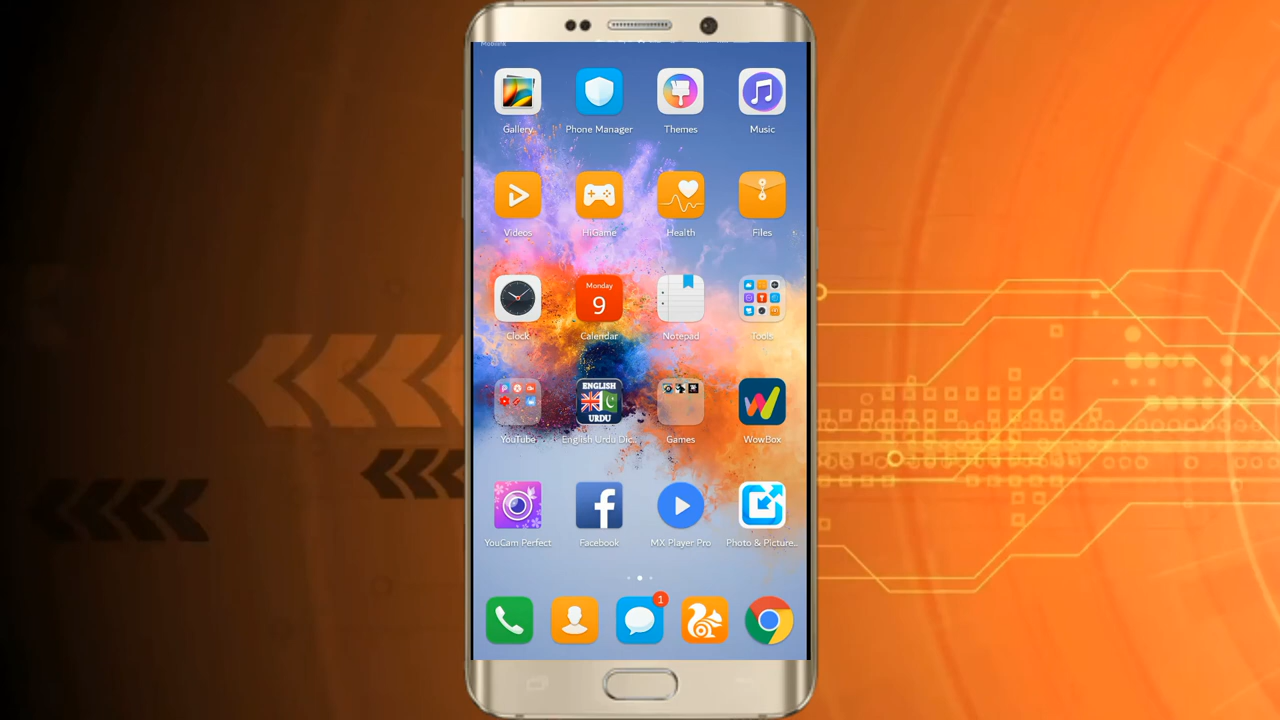 Mobilink
Gallery
Phone Manager
Themes
Music
Videos
HiGame
Health
Files
Monday
9
Clock
Calendar
Notepad
Tools
ENGLISH
URDU
YouTube
English Urdu Dic..
Games
WowBox
YouCam Perfect
Facebook
MX Player Pro
Photo & Picture..
1